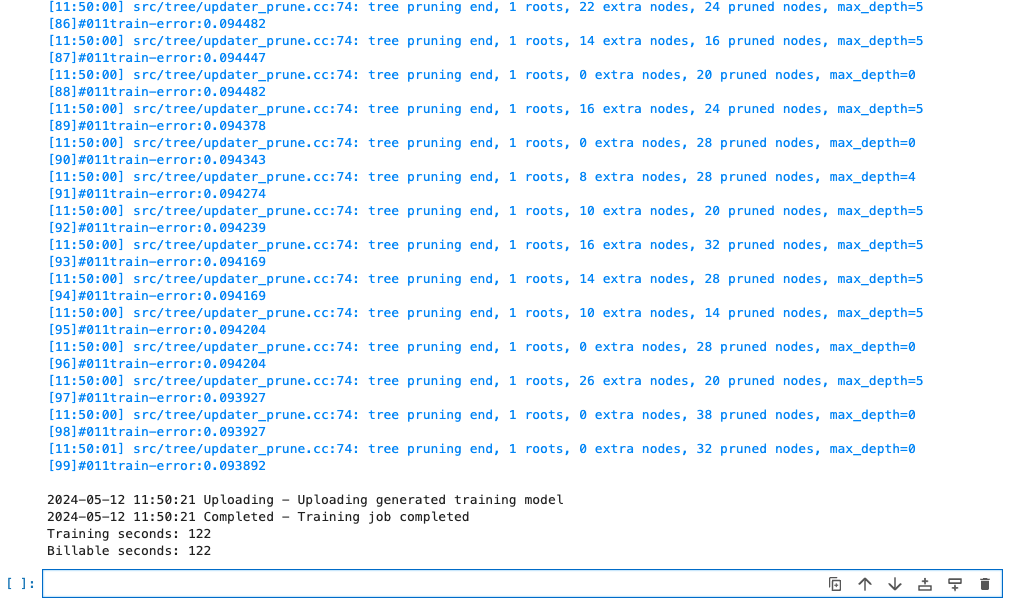 [11:50:00] src/tree/updater_prune.cc:74: tree pruning end, 1 roots, 22 extra nodes, 24 pruned nodes, max_depth=5
[86]#011train-error:0.094482
[11:50:00] src/tree/updater_prune.cc:74: tree pruning end, 1 roots, 14 extra nodes, 16 pruned nodes, max_depth=5
[87]#011train-error:0.094447
[11:50:00] src/tree/updater_prune.cc:74: tree pruning end, 1 roots, 0 extra nodes, 20 pruned nodes, max_depth=0
[88]#011train-error:0.094482
[11:50:00] src/tree/updater_prune.cc:74: tree pruning end, 1 roots, 16 extra nodes, 24 pruned nodes, max_depth=5
[89]#011train-error:0.094378
[11:50:00] src/tree/updater_prune.cc:74: tree pruning end, 1 roots, 0 extra nodes, 28 pruned nodes, max_depth=0
[90]#011train-error:0.094343
[11:50:00] src/tree/updater_prune.cc:74: tree pruning end, 1 roots, 8 extra nodes, 28 pruned nodes, max_depth=4
[91]#011train-error:0.094274
[11:50:00] src/tree/updater_prune.cc:74: tree pruning end, 1 roots, 10 extra nodes, 20 pruned nodes, max_depth=5
[92]#011train-error:0.094239
[11:50:00] src/tree/updater_prune.cc:74: tree pruning end, 1 roots, 16 extra nodes, 32 pruned nodes, max_depth=5
[93]#011train-error:0.094169
[11:50:00] src/tree/updater_prune.cc:74: tree pruning end, 1 roots, 14 extra nodes, 28 pruned nodes, max_depth=5
[94]#011train-error:0.094169
[11:50:00] src/tree/updater_prune.cc:74: tree pruning end, 1 roots, 10 extra nodes, 14 pruned nodes, max_depth=5
[95]#011train-error:0.094204
[11:50:00] src/tree/updater_prune.cc:74: tree pruning end, 1 roots, 0 extra nodes, 28 pruned nodes, max_depth=0
[96]#011train-error:0.094204
[11:50:00] src/tree/updater_prune.cc:74: tree pruning end, 1 roots, 26 extra nodes, 20 pruned nodes, max_depth=5
[97]#011train-error:0.093927
[11:50:00] src/tree/updater_prune.cc:74: tree pruning end, 1 roots, 0 extra nodes, 38 pruned nodes, max_depth=0
[98]#011train-error:0.093927
[11:50:01] src/tree/updater_prune.cc:74: tree pruning end, 1 roots, 0 extra nodes, 32 pruned nodes, max_depth=0
[99]#011train-error:0.093892
2024-05-12 11:50:21 Uploading - Uploading generated training model
2024-05-12 11:50:21 Completed - Training job completed
Training seconds: 122
Billable seconds: 122
[ ]: